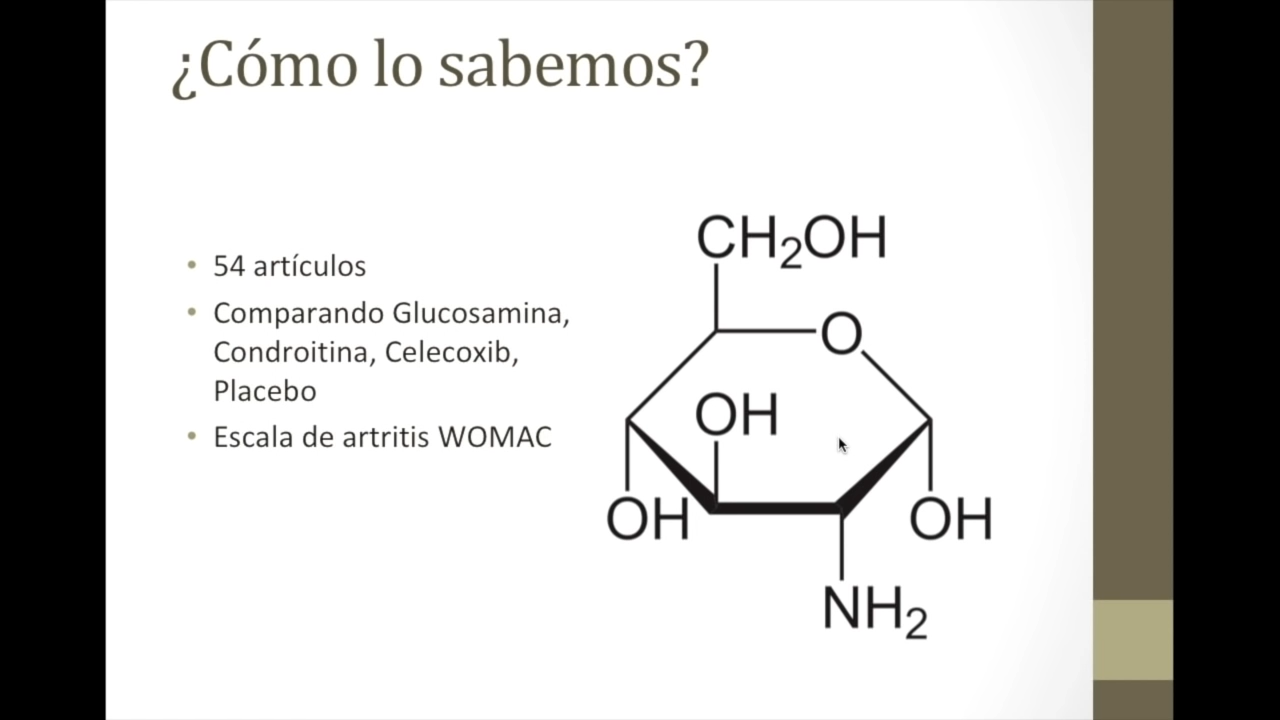 ¿Cómo lo sabemos?
• 54 artículos
• Comparando Glucosamina,
Condroitina, Celecoxib,
Placebo
• Escala de artritis WOMAC
CH₂OH
O
OH
OH
OH
NH₂